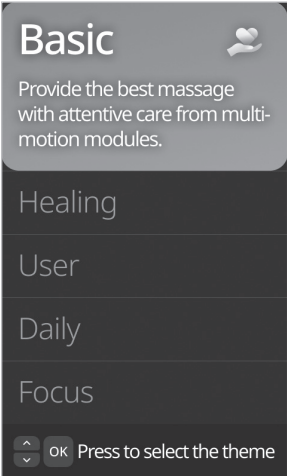 Basic
Provide the best massage
with attentive care from multi-
motion modules.
Healing
User
Daily
Focus
OK Press to select the theme